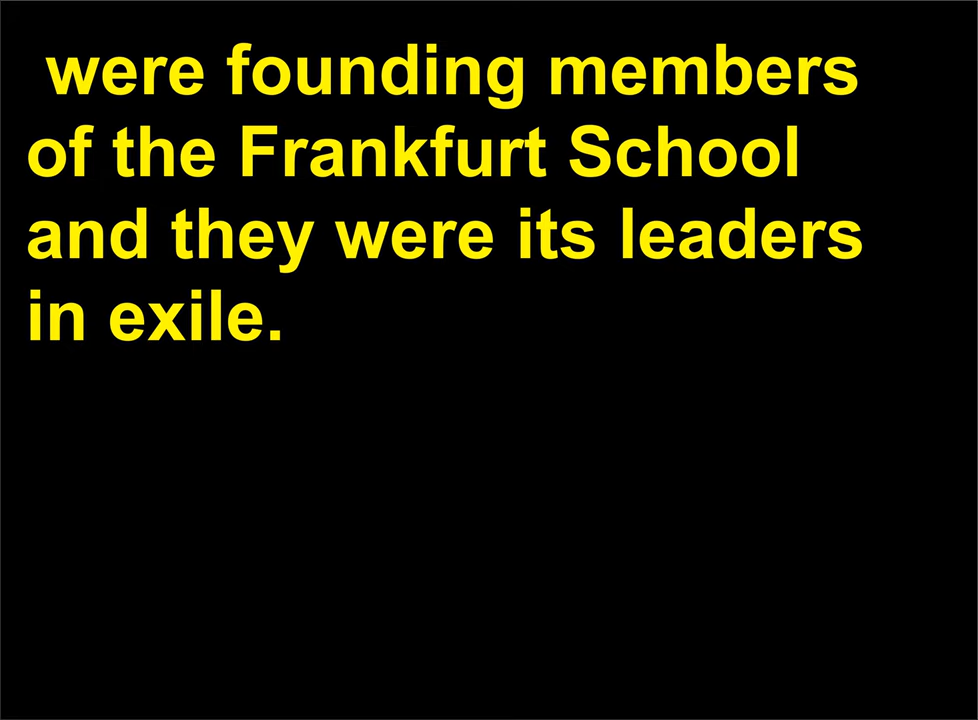 were founding members
of the Frankfurt School
and they were its leaders
in exile.